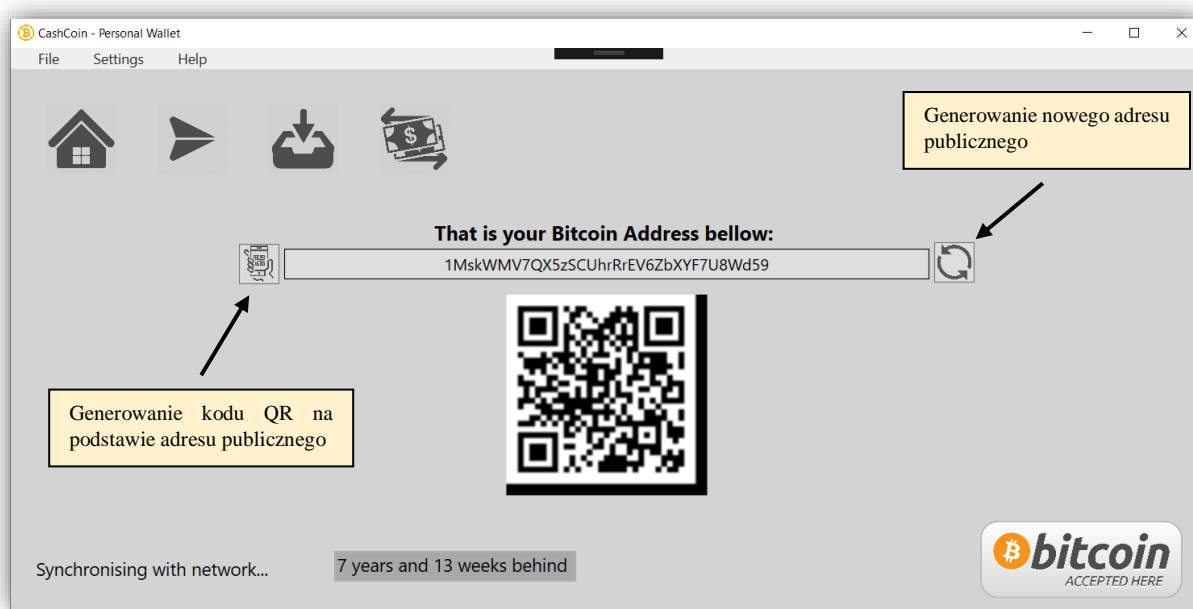 CashCoin - Personal Wallet
File Settings Help
Generowanie nowego adresu
publicznego
That is your Bitcoin Address bellow:
1MskWMV7QX5zSCUhrRrEV6ZbXYF7U8Wd59
Generowanie kodu QR na
podstawie adresu publicznego
Synchronising with network...
7 years and 13 weeks behind
bitcoin
ACCEPTED HERE